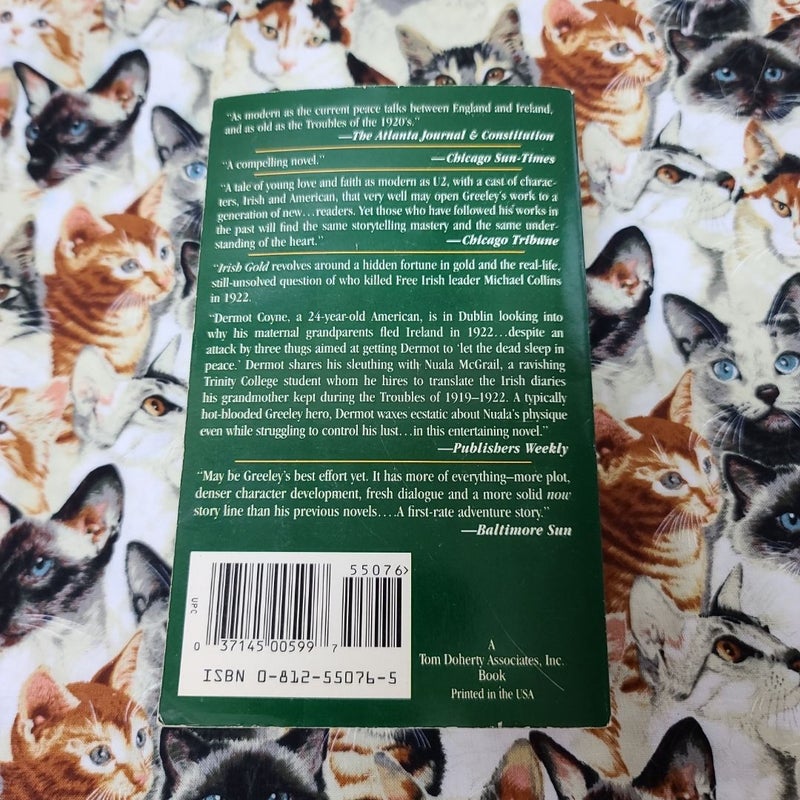 "As modern as the current peace talks between England and Ireland,
and as old as the Troubles of the 1920's."
—The Atlanta Journal & Constitution
"A compelling novel." —Chicago Sun-Times
"A tale of young love and faith as modern as U2, with a cast of charac-
ters, Irish and American, that very well may open Greeley's work to a
generation of new...readers. Yet those who have followed his works in
the past will find the same storytelling mastery and the same under-
standing of the heart." —Chicago Tribune
"Irish Gold revolves around a hidden fortune in gold and the real-life,
still-unsolved question of who killed Free Irish leader Michael Collins
in 1922.
"Dermot Coyne, a 24-year-old American, is in Dublin looking into
why his maternal grandparents fled Ireland in 1922...despite an
attack by three thugs aimed at getting Dermot to 'let the dead sleep in
peace.' Dermot shares his sleuthing with Nuala McGrail, a ravishing
Trinity College student whom he hires to translate the Irish diaries
his grandmother kept during the Troubles of 1919–1922. A typically
hot-blooded Greeley hero, Dermot waxes ecstatic about Nuala's physique
even while struggling to control his lust...in this entertaining novel."
—Publishers Weekly
"May be Greeley's best effort yet. It has more of everything—more plot,
denser character development, fresh dialogue and a more solid now
story line than his previous novels....A first-rate adventure story."
—Baltimore Sun
55076>
UPC
0 37145 00599 7
ISBN 0-812-55076-5
A
Tom Doherty Associates, Inc.
Book
Printed in the USA